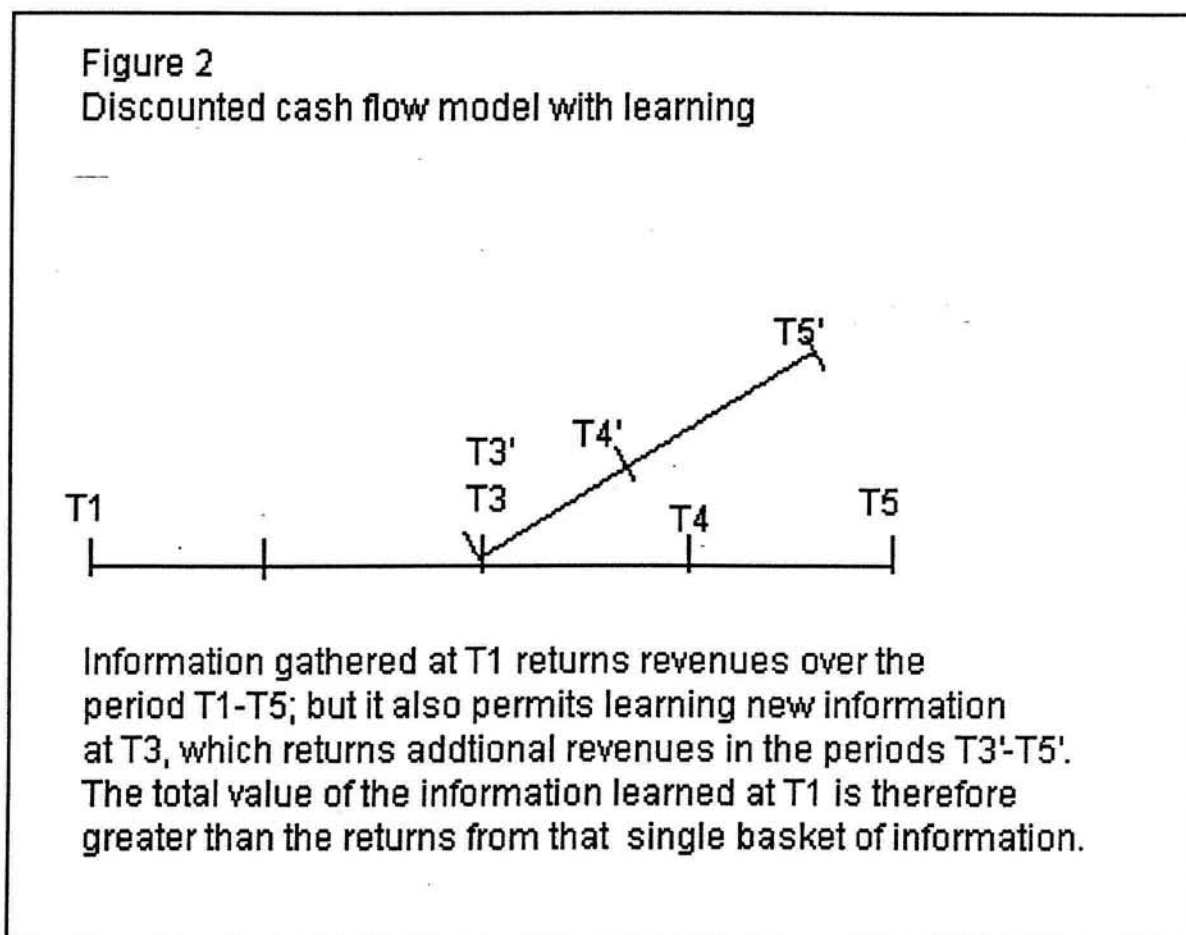 Figure 2
Discounted cash flow model with learning
T5'
T3'
T4'
T1
T3
T4
T5
Information gathered at T1 returns revenues over the
period T1-T5; but it also permits learning new information
at T3, which returns addtional revenues in the periods T3'-T5'.
The total value of the information learned at T1 is therefore
greater than the returns from that single basket of information.